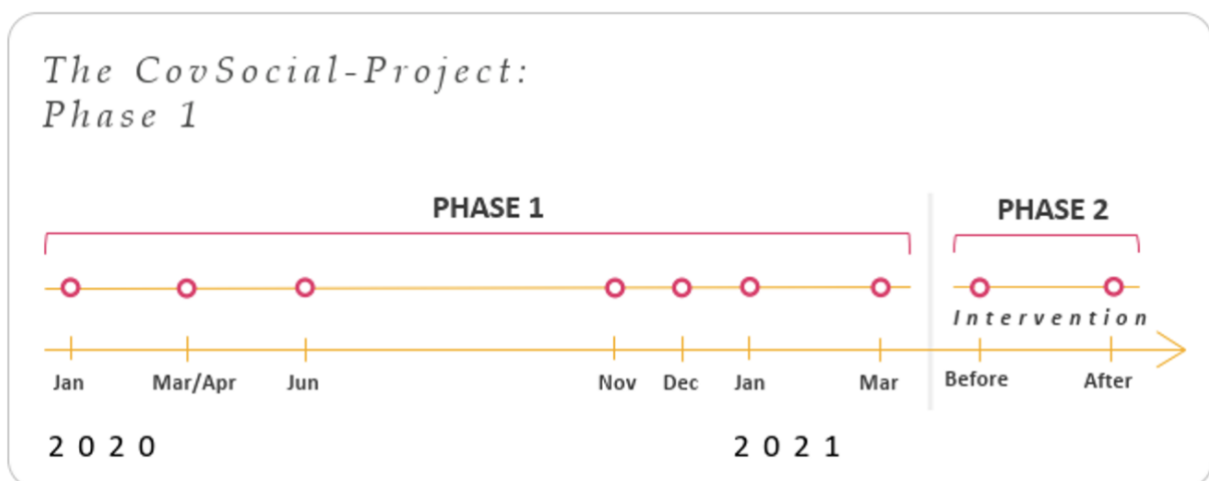 The CovSocial-Project:
Phase 1
PHASE 1
PHASE 2
Intervention
Jan Mar/Apr Jun Nov Dec Jan Mar Before After
2020 2021